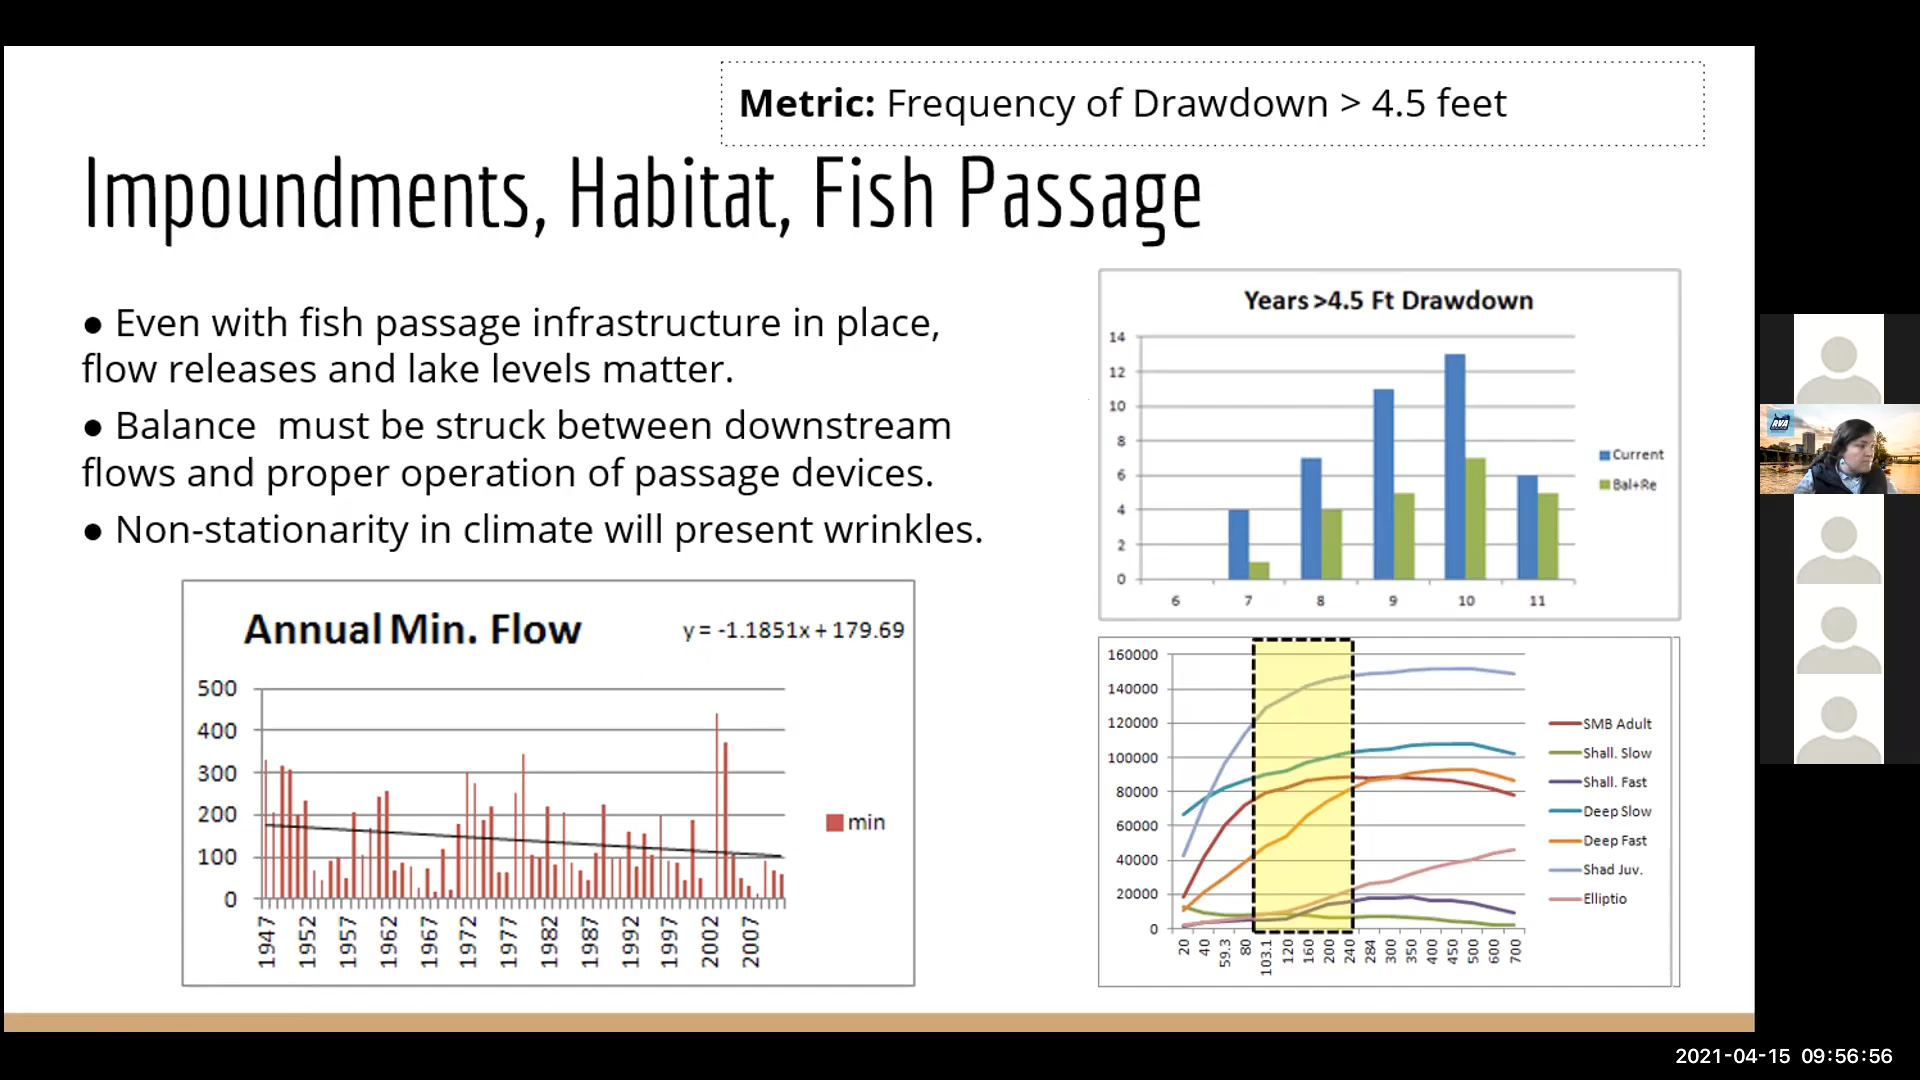 Metric: Frequency of Drawdown > 4.5 feet
Impoundments, Habitat, Fish Passage
● Even with fish passage infrastructure in place,
flow releases and lake levels matter.
● Balance  must be struck between downstream
flows and proper operation of passage devices.
● Non-stationarity in climate will present wrinkles.
Years >4.5 Ft Drawdown
14
12
10
8
6
4
2
0
6 7 8 9 10 11
Current
Bal+Re
RVA
Annual Min. Flow
y = -1.1851x + 179.69
500
400
300
200
100
0
1947 1952 1957 1962 1967 1972 1977 1982 1987 1992 1997 2002 2007
min
160000
140000
120000
100000
80000
60000
40000
20000
0
20 40 59.3 80 103.1 120 160 200 240 284 300 350 400 450 500 600 700
SMB Adult
Shall. Slow
Shall. Fast
Deep Slow
Deep Fast
Shad Juv.
Elliptio
2021-04-15 09:56:56